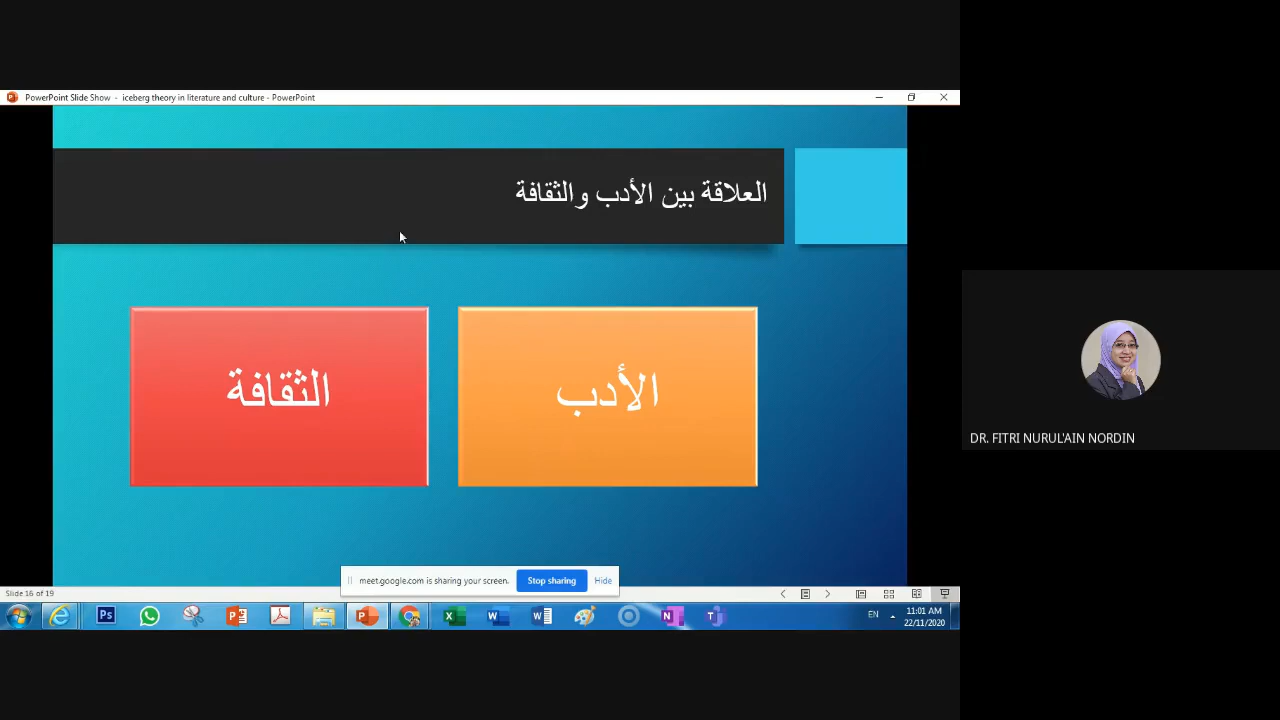 PowerPoint Slide Show - iceberg theory in literature and culture - PowerPoint
العلاقة بين الأدب والثقافة
الأدب
الثقافة
DR. FITRI NURUL'AIN NORDIN
meet.google.com is sharing your screen.
Stop sharing
Hide
Slide 16 of 19
EN
11:01 AM
22/11/2020